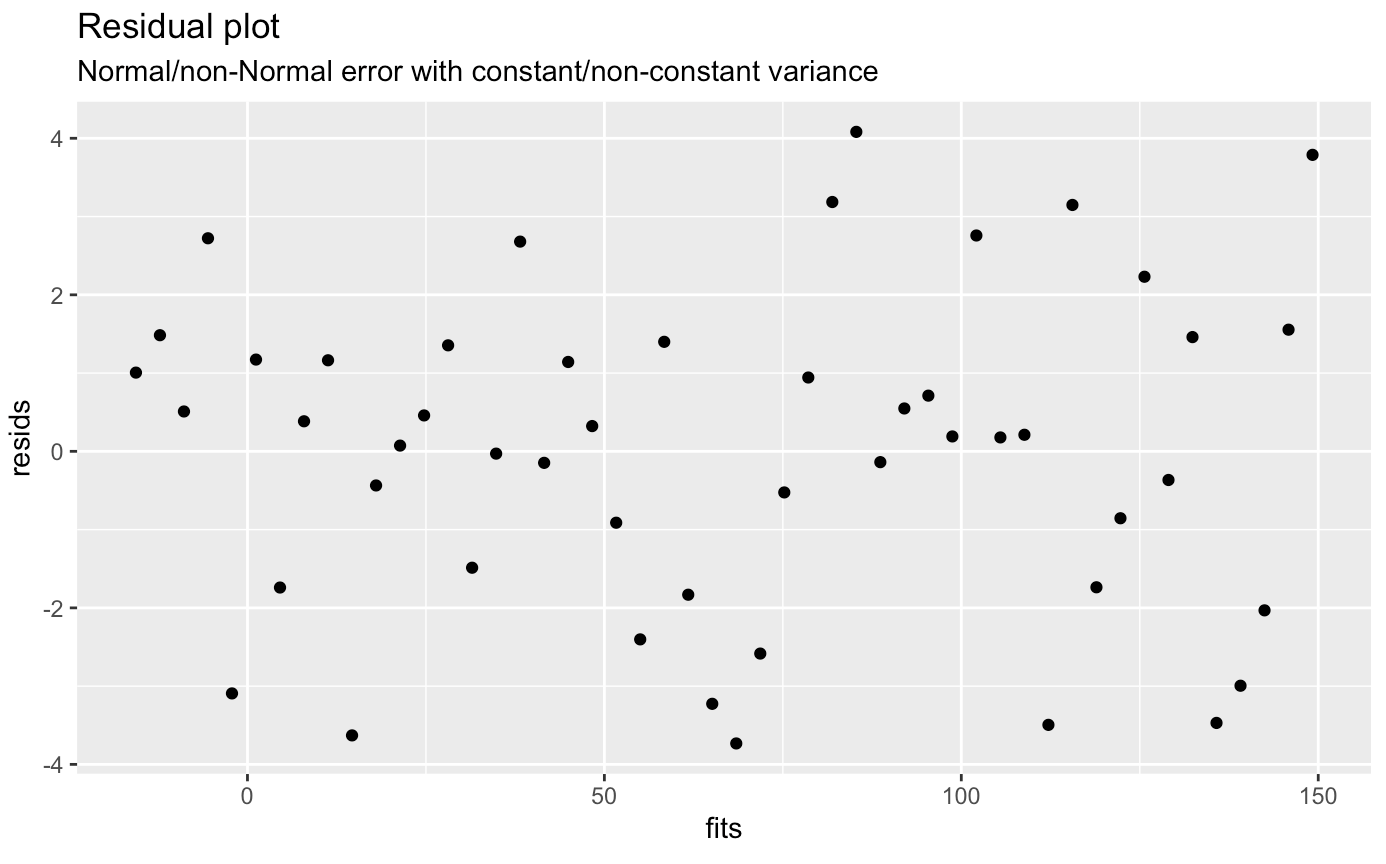 Residual plot
Normal/non-Normal error with constant/non-constant variance
4
2
0
-2
-4
resids
0 50 100 150
fits